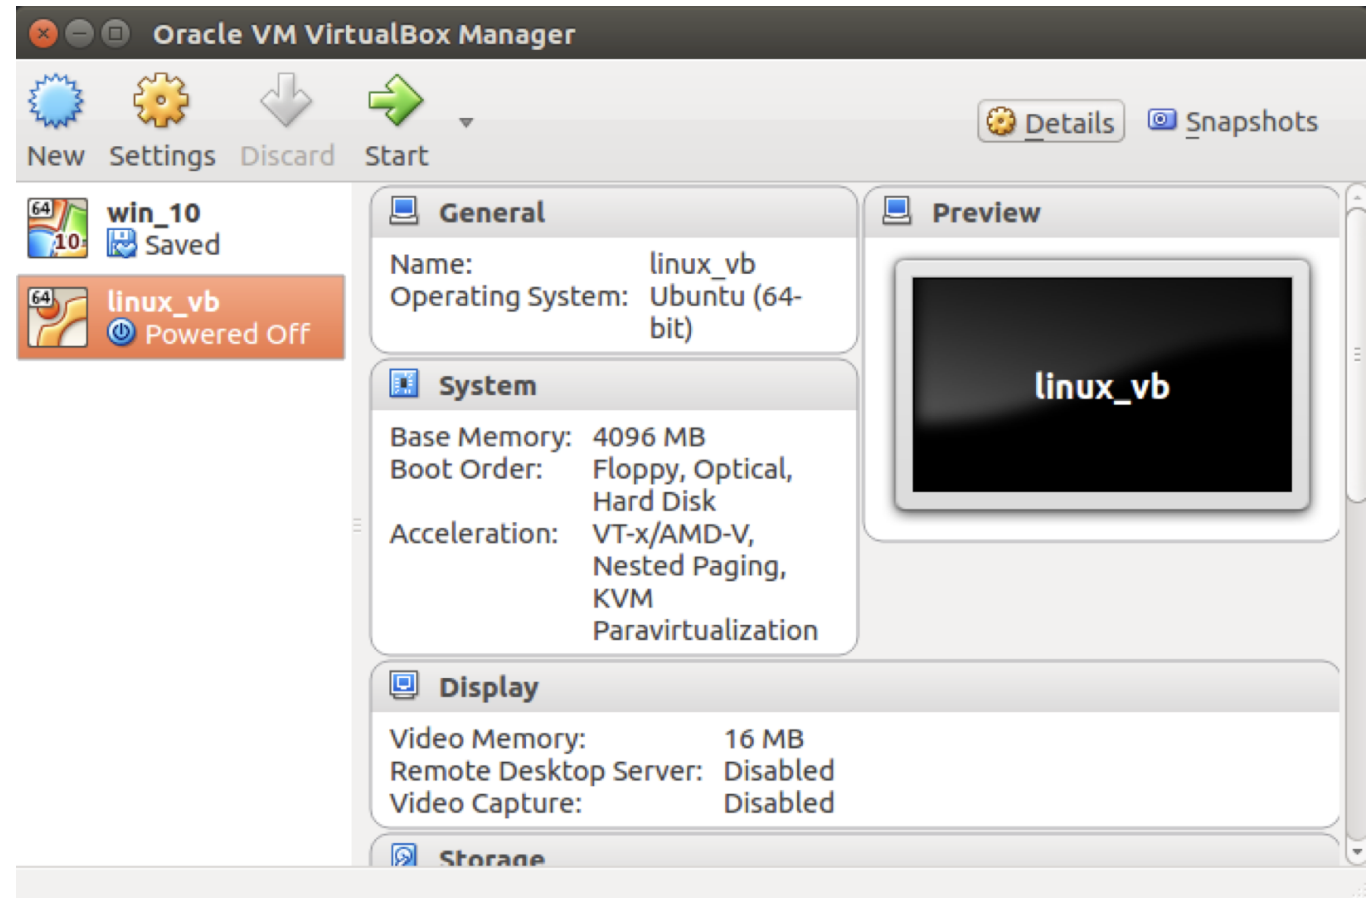 Oracle VM VirtualBox Manager
New Settings Discard Start
Details Snapshots
64
10
win_10
Saved
64
linux_vb
Powered Off
General
Name: linux_vb
Operating System: Ubuntu (64-
bit)
System
Base Memory: 4096 MB
Boot Order: Floppy, Optical,
Hard Disk
Acceleration: VT-x/AMD-V,
Nested Paging,
KVM
Paravirtualization
Preview
linux_vb
Display
Video Memory: 16 MB
Remote Desktop Server: Disabled
Video Capture: Disabled
Storage